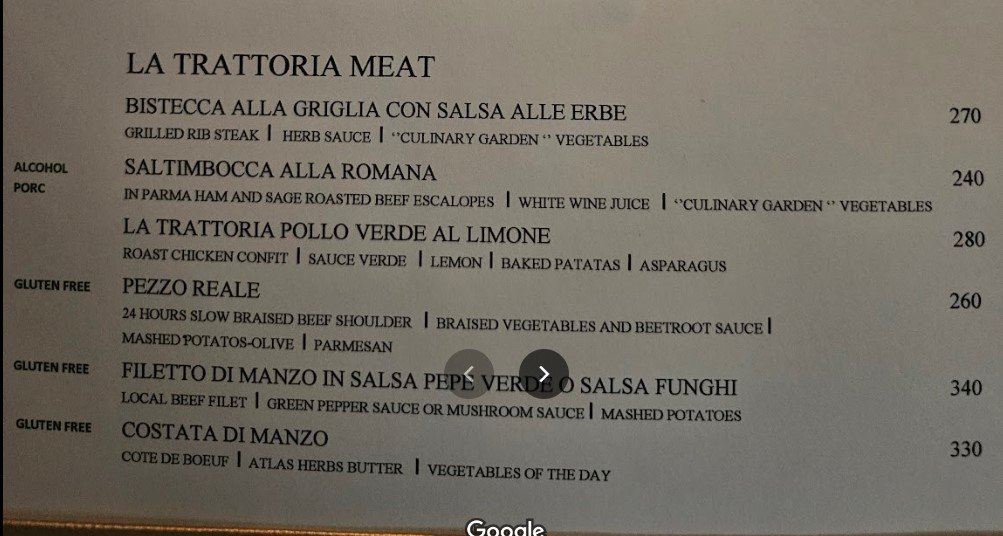 LA TRATTORIA MEAT
BISTECCA ALLA GRIGLIA CON SALSA ALLE ERBE 270
GRILLED RIB STEAK | HERB SAUCE | ‘’CULINARY GARDEN ‘’ VEGETABLES
ALCOHOL SALTIMBOCCA ALLA ROMANA 240
PORC IN PARMA HAM AND SAGE ROASTED BEEF ESCALOPES | WHITE WINE JUICE | ‘’CULINARY GARDEN ‘’ VEGETABLES
LA TRATTORIA POLLO VERDE AL LIMONE 280
ROAST CHICKEN CONFIT | SAUCE VERDE | LEMON | BAKED PATATAS | ASPARAGUS
GLUTEN FREE PEZZO REALE 260
24 HOURS SLOW BRAISED BEEF SHOULDER | BRAISED VEGETABLES AND BEETROOT SAUCE |
MASHED POTATOS-OLIVE | PARMESAN
GLUTEN FREE FILETTO DI MANZO IN SALSA PEPE VERDE O SALSA FUNGHI 340
LOCAL BEEF FILET | GREEN PEPPER SAUCE OR MUSHROOM SAUCE | MASHED POTATOES
GLUTEN FREE COSTATA DI MANZO 330
COTE DE BOEUF | ATLAS HERBS BUTTER | VEGETABLES OF THE DAY
Google